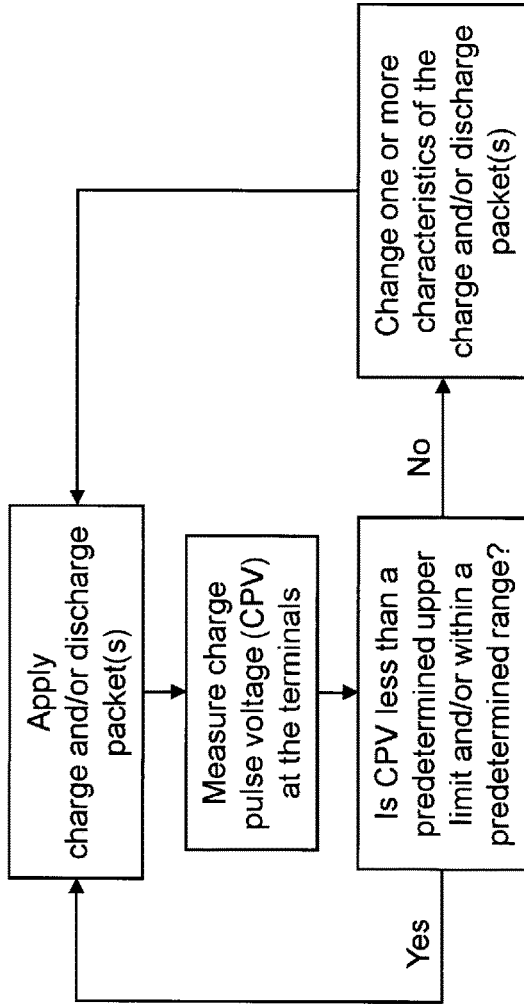 Apply
charge and/or discharge
packet(s)
Measure charge
pulse voltage (CPV)
at the terminals
Is CPV less than a
predetermined upper
limit and/or within a
predetermined range?
Yes
No
Change one or more
characteristics of the
charge and/or discharge
packet(s)